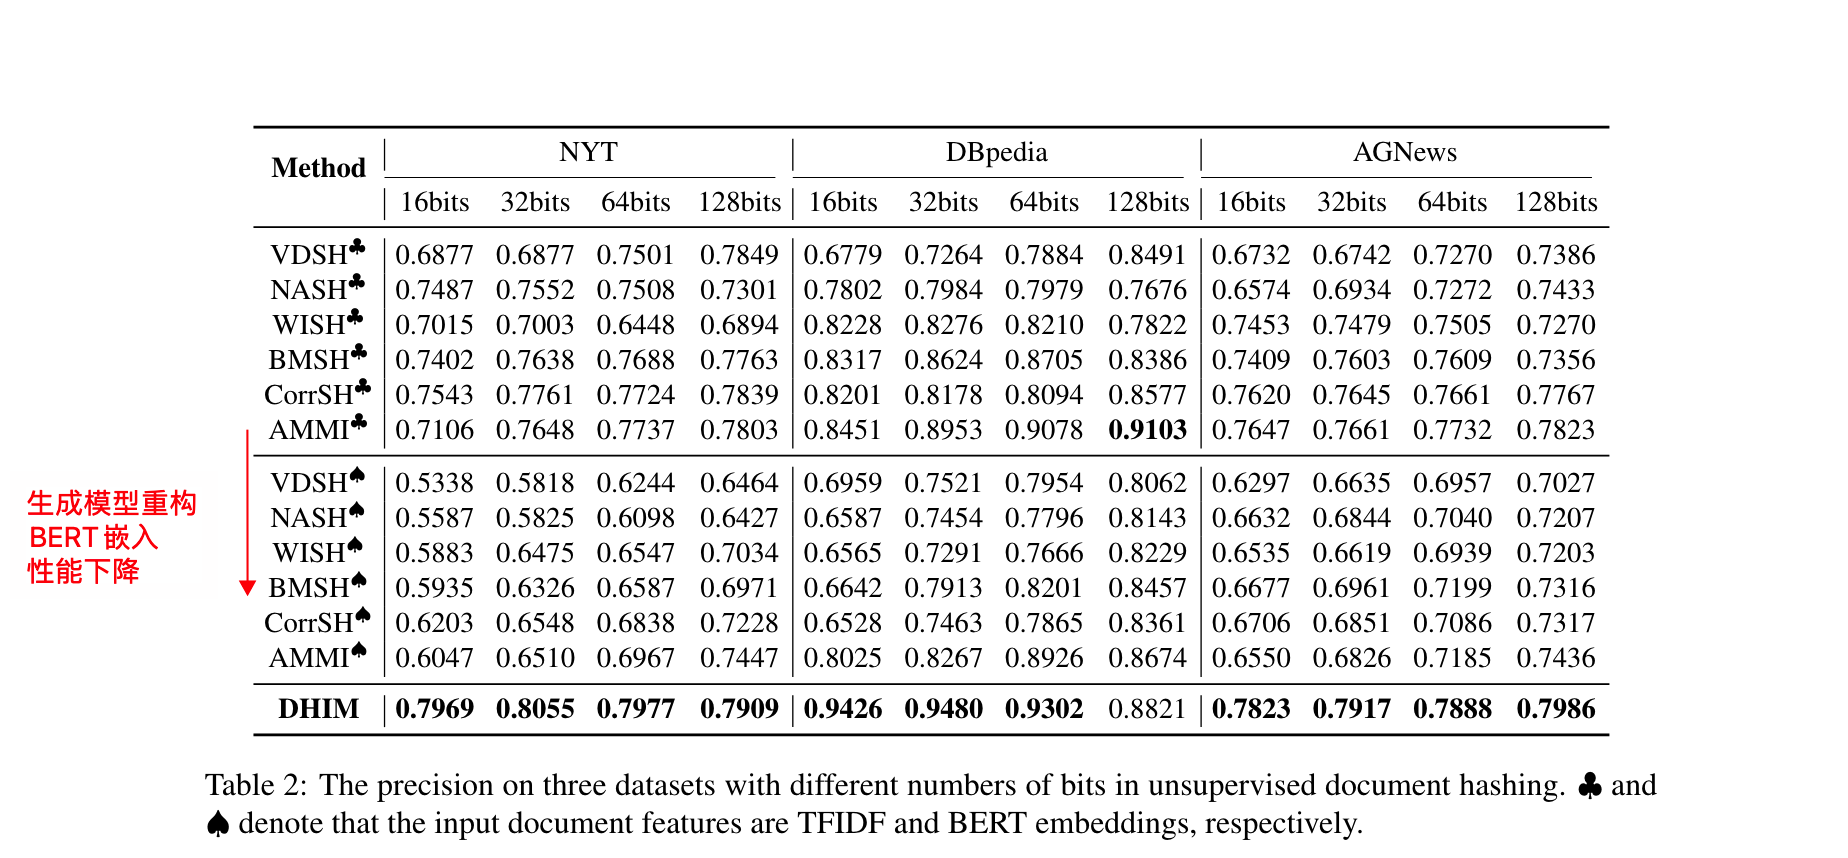 Method NYT DBpedia AGNews
16bits 32bits 64bits 128bits 16bits 32bits 64bits 128bits 16bits 32bits 64bits 128bits
VDSH♣ 0.6877 0.6877 0.7501 0.7849 0.6779 0.7264 0.7884 0.8491 0.6732 0.6742 0.7270 0.7386
NASH♣ 0.7487 0.7552 0.7508 0.7301 0.7802 0.7984 0.7979 0.7676 0.6574 0.6934 0.7272 0.7433
WISH♣ 0.7015 0.7003 0.6448 0.6894 0.8228 0.8276 0.8210 0.7822 0.7453 0.7479 0.7505 0.7270
BMSH♣ 0.7402 0.7638 0.7688 0.7763 0.8317 0.8624 0.8705 0.8386 0.7409 0.7603 0.7609 0.7356
CorrSH♣ 0.7543 0.7761 0.7724 0.7839 0.8201 0.8178 0.8094 0.8577 0.7620 0.7645 0.7661 0.7767
AMMI♣ 0.7106 0.7648 0.7737 0.7803 0.8451 0.8953 0.9078 0.9103 0.7647 0.7661 0.7732 0.7823
VDSH♠ 0.5338 0.5818 0.6244 0.6464 0.6959 0.7521 0.7954 0.8062 0.6297 0.6635 0.6957 0.7027
NASH♠ 0.5587 0.5825 0.6098 0.6427 0.6587 0.7454 0.7796 0.8143 0.6632 0.6844 0.7040 0.7207
WISH♠ 0.5883 0.6475 0.6547 0.7034 0.6565 0.7291 0.7666 0.8229 0.6535 0.6619 0.6939 0.7203
BMSH♠ 0.5935 0.6326 0.6587 0.6971 0.6642 0.7913 0.8201 0.8457 0.6677 0.6961 0.7199 0.7316
CorrSH♠ 0.6203 0.6548 0.6838 0.7228 0.6528 0.7463 0.7865 0.8361 0.6706 0.6851 0.7086 0.7317
AMMI♠ 0.6047 0.6510 0.6967 0.7447 0.8025 0.8267 0.8926 0.8674 0.6550 0.6826 0.7185 0.7436
DHIM 0.7969 0.8055 0.7977 0.7909 0.9426 0.9480 0.9302 0.8821 0.7823 0.7917 0.7888 0.7986
生成模型重构
BERT嵌入
性能下降
Table 2: The precision on three datasets with different numbers of bits in unsupervised document hashing. ♣ and
♠ denote that the input document features are TFIDF and BERT embeddings, respectively.